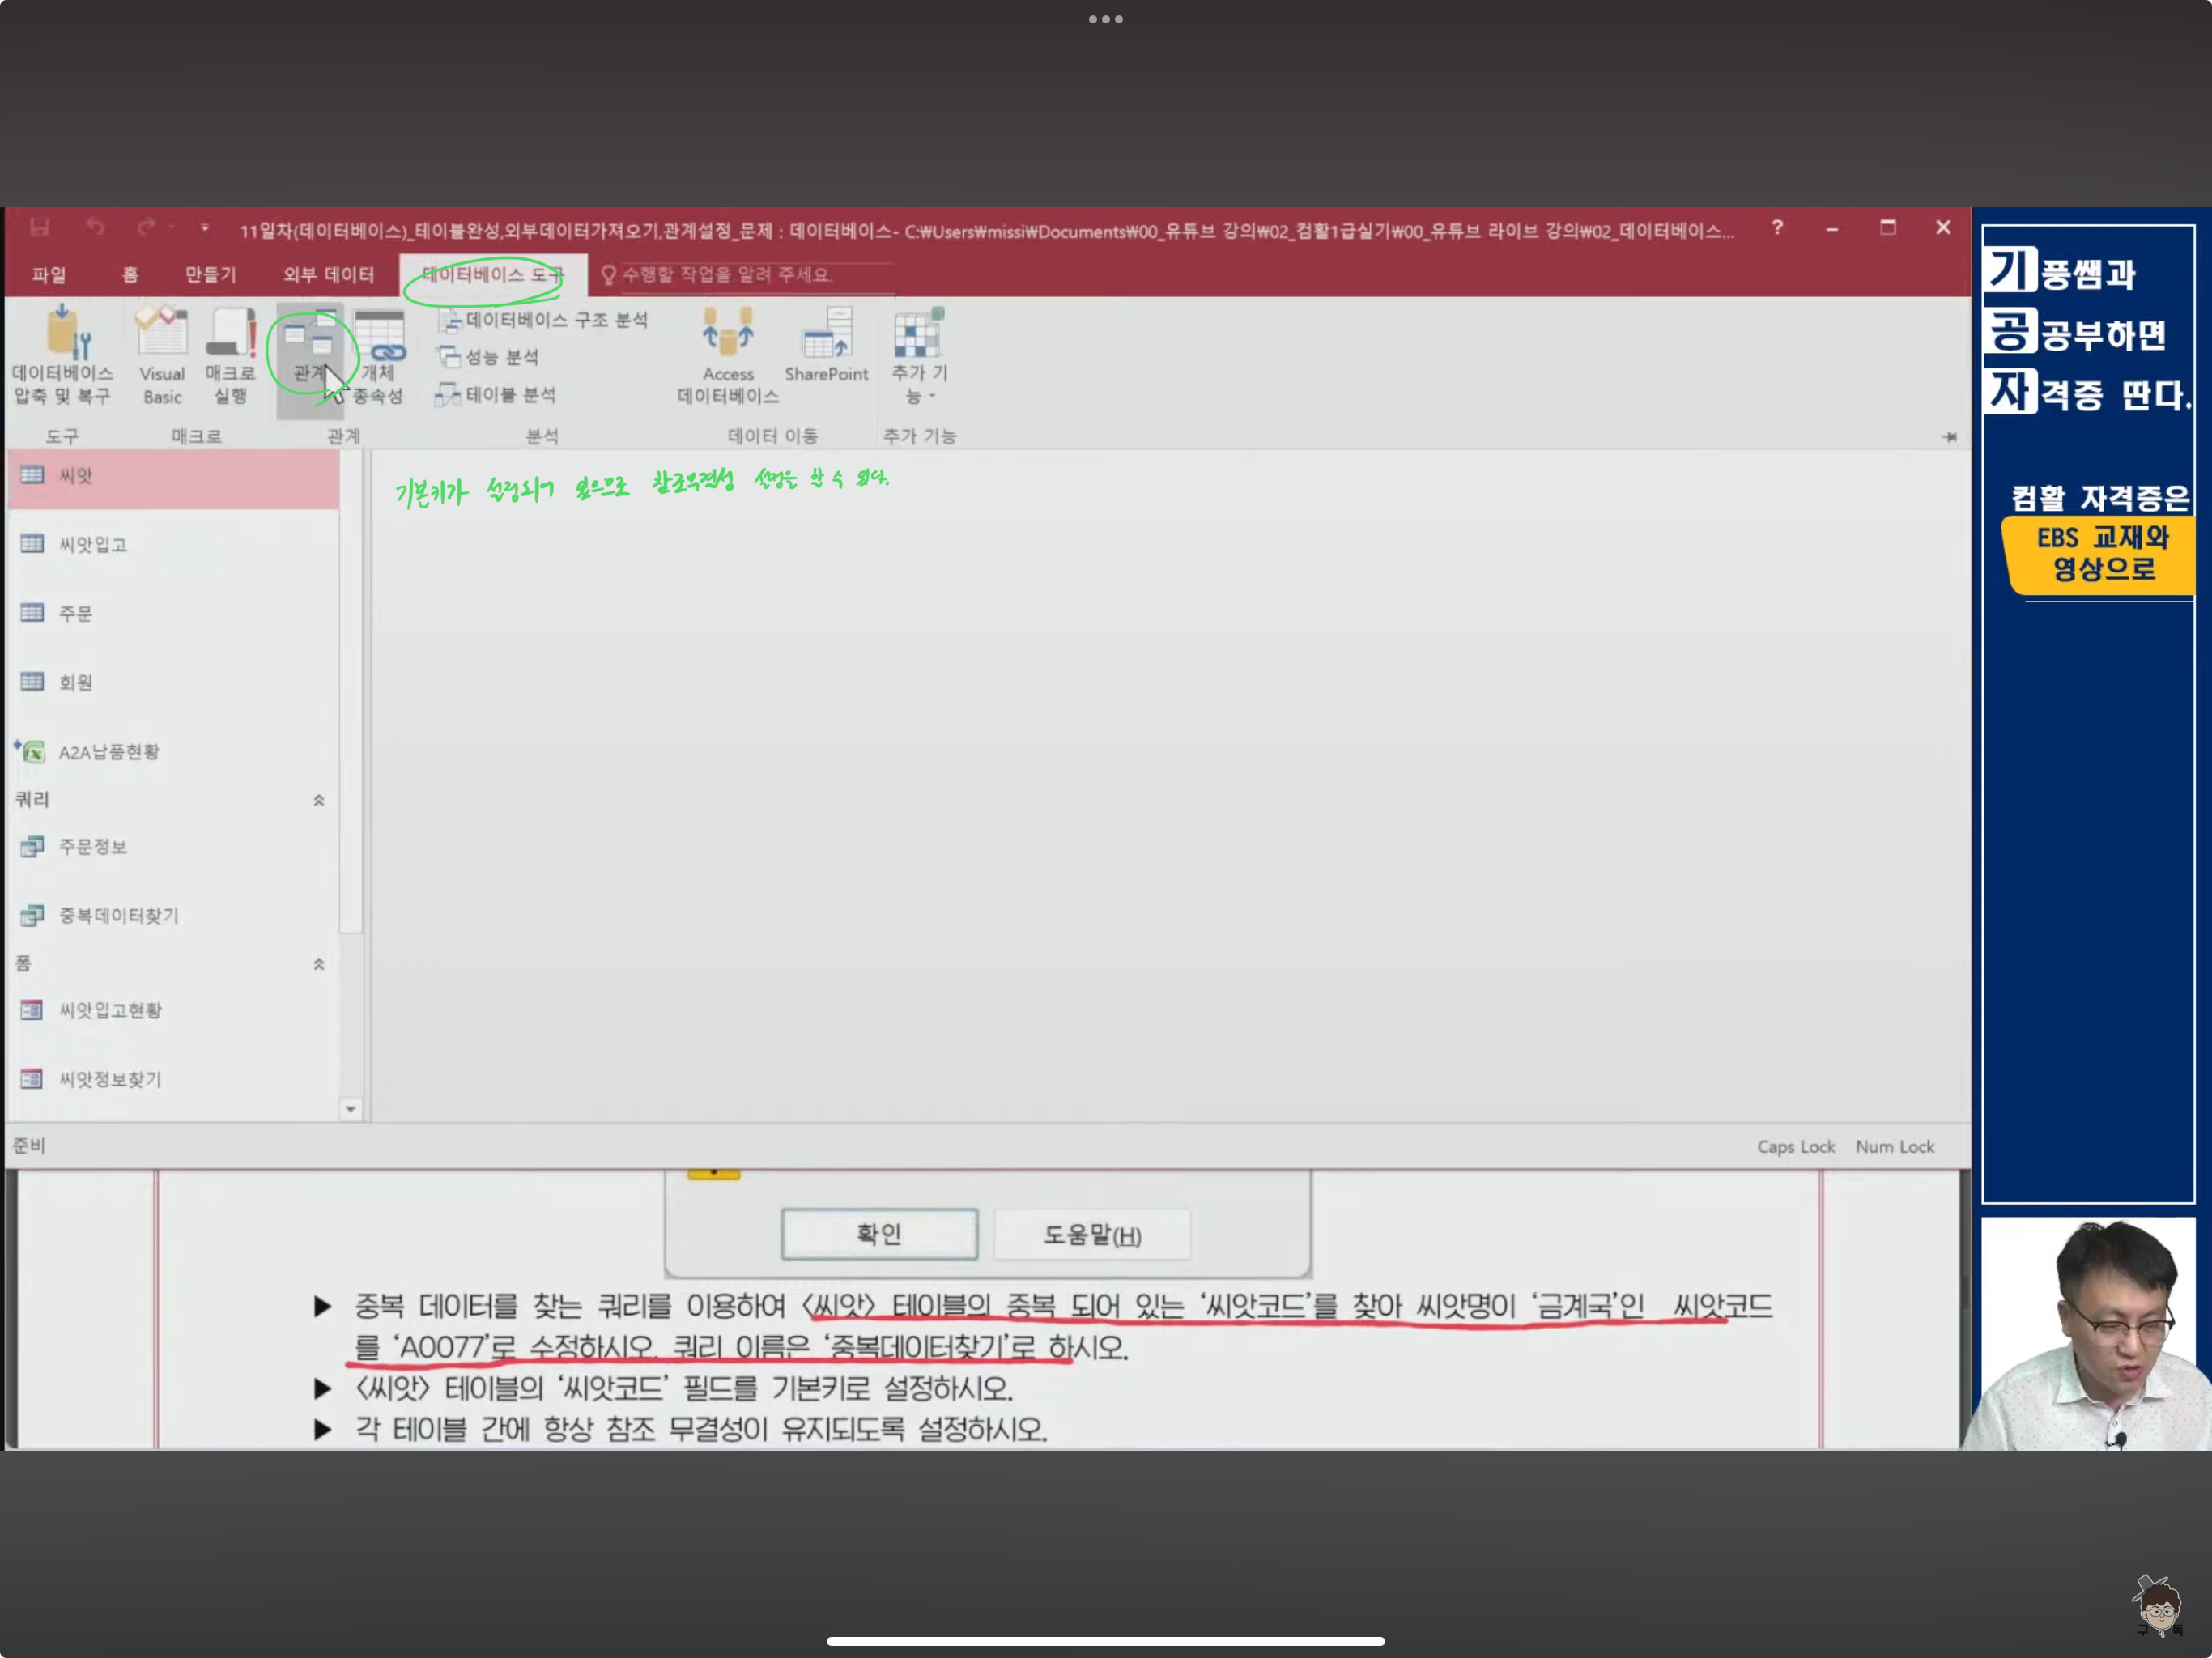 11일차(데이터베이스)_테이블완성,외부데이터가져오기,관계설정_문제 : 데이터베이스- C:₩Users₩missi₩Documents₩00_유튜브 강의₩02_컴활1급실기₩00_유튜브 라이브 강의₩02_데이터베이스...
파일 홈 만들기 외부 데이터 데이터베이스 도구 수행할 작업을 알려 주세요.
데이터베이스 압축 및 복구
Visual Basic
매크로 실행
관계
개체 종속성
데이터베이스 구조 분석
성능 분석
테이블 분석
Access 데이터베이스
SharePoint
추가 기능
도구 매크로 관계 분석 데이터 이동 추가 기능
씨앗
씨앗입고
주문
회원
A2A납품현황
쿼리
주문정보
중복데이터찾기
폼
씨앗입고현황
씨앗정보찾기
기본키가 설정되어 있으므로 참조무결성 설정을 할 수 있다.
준비
Caps Lock Num Lock
확인 도움말(H)
▶ 중복 데이터를 찾는 쿼리를 이용하여 〈씨앗〉 테이블의 중복 되어 있는 ‘씨앗코드’를 찾아 씨앗명이 ‘금계국’인 씨앗코드
를 ‘A0077’로 수정하시오. 쿼리 이름은 ‘중복데이터찾기’로 하시오.
▶ 〈씨앗〉 테이블의 ‘씨앗코드’ 필드를 기본키로 설정하시오.
▶ 각 테이블 간에 항상 참조 무결성이 유지되도록 설정하시오.
기풍쌤과
공공부하면
자격증 딴다.
컴활 자격증은
EBS 교재와
영상으로
구독